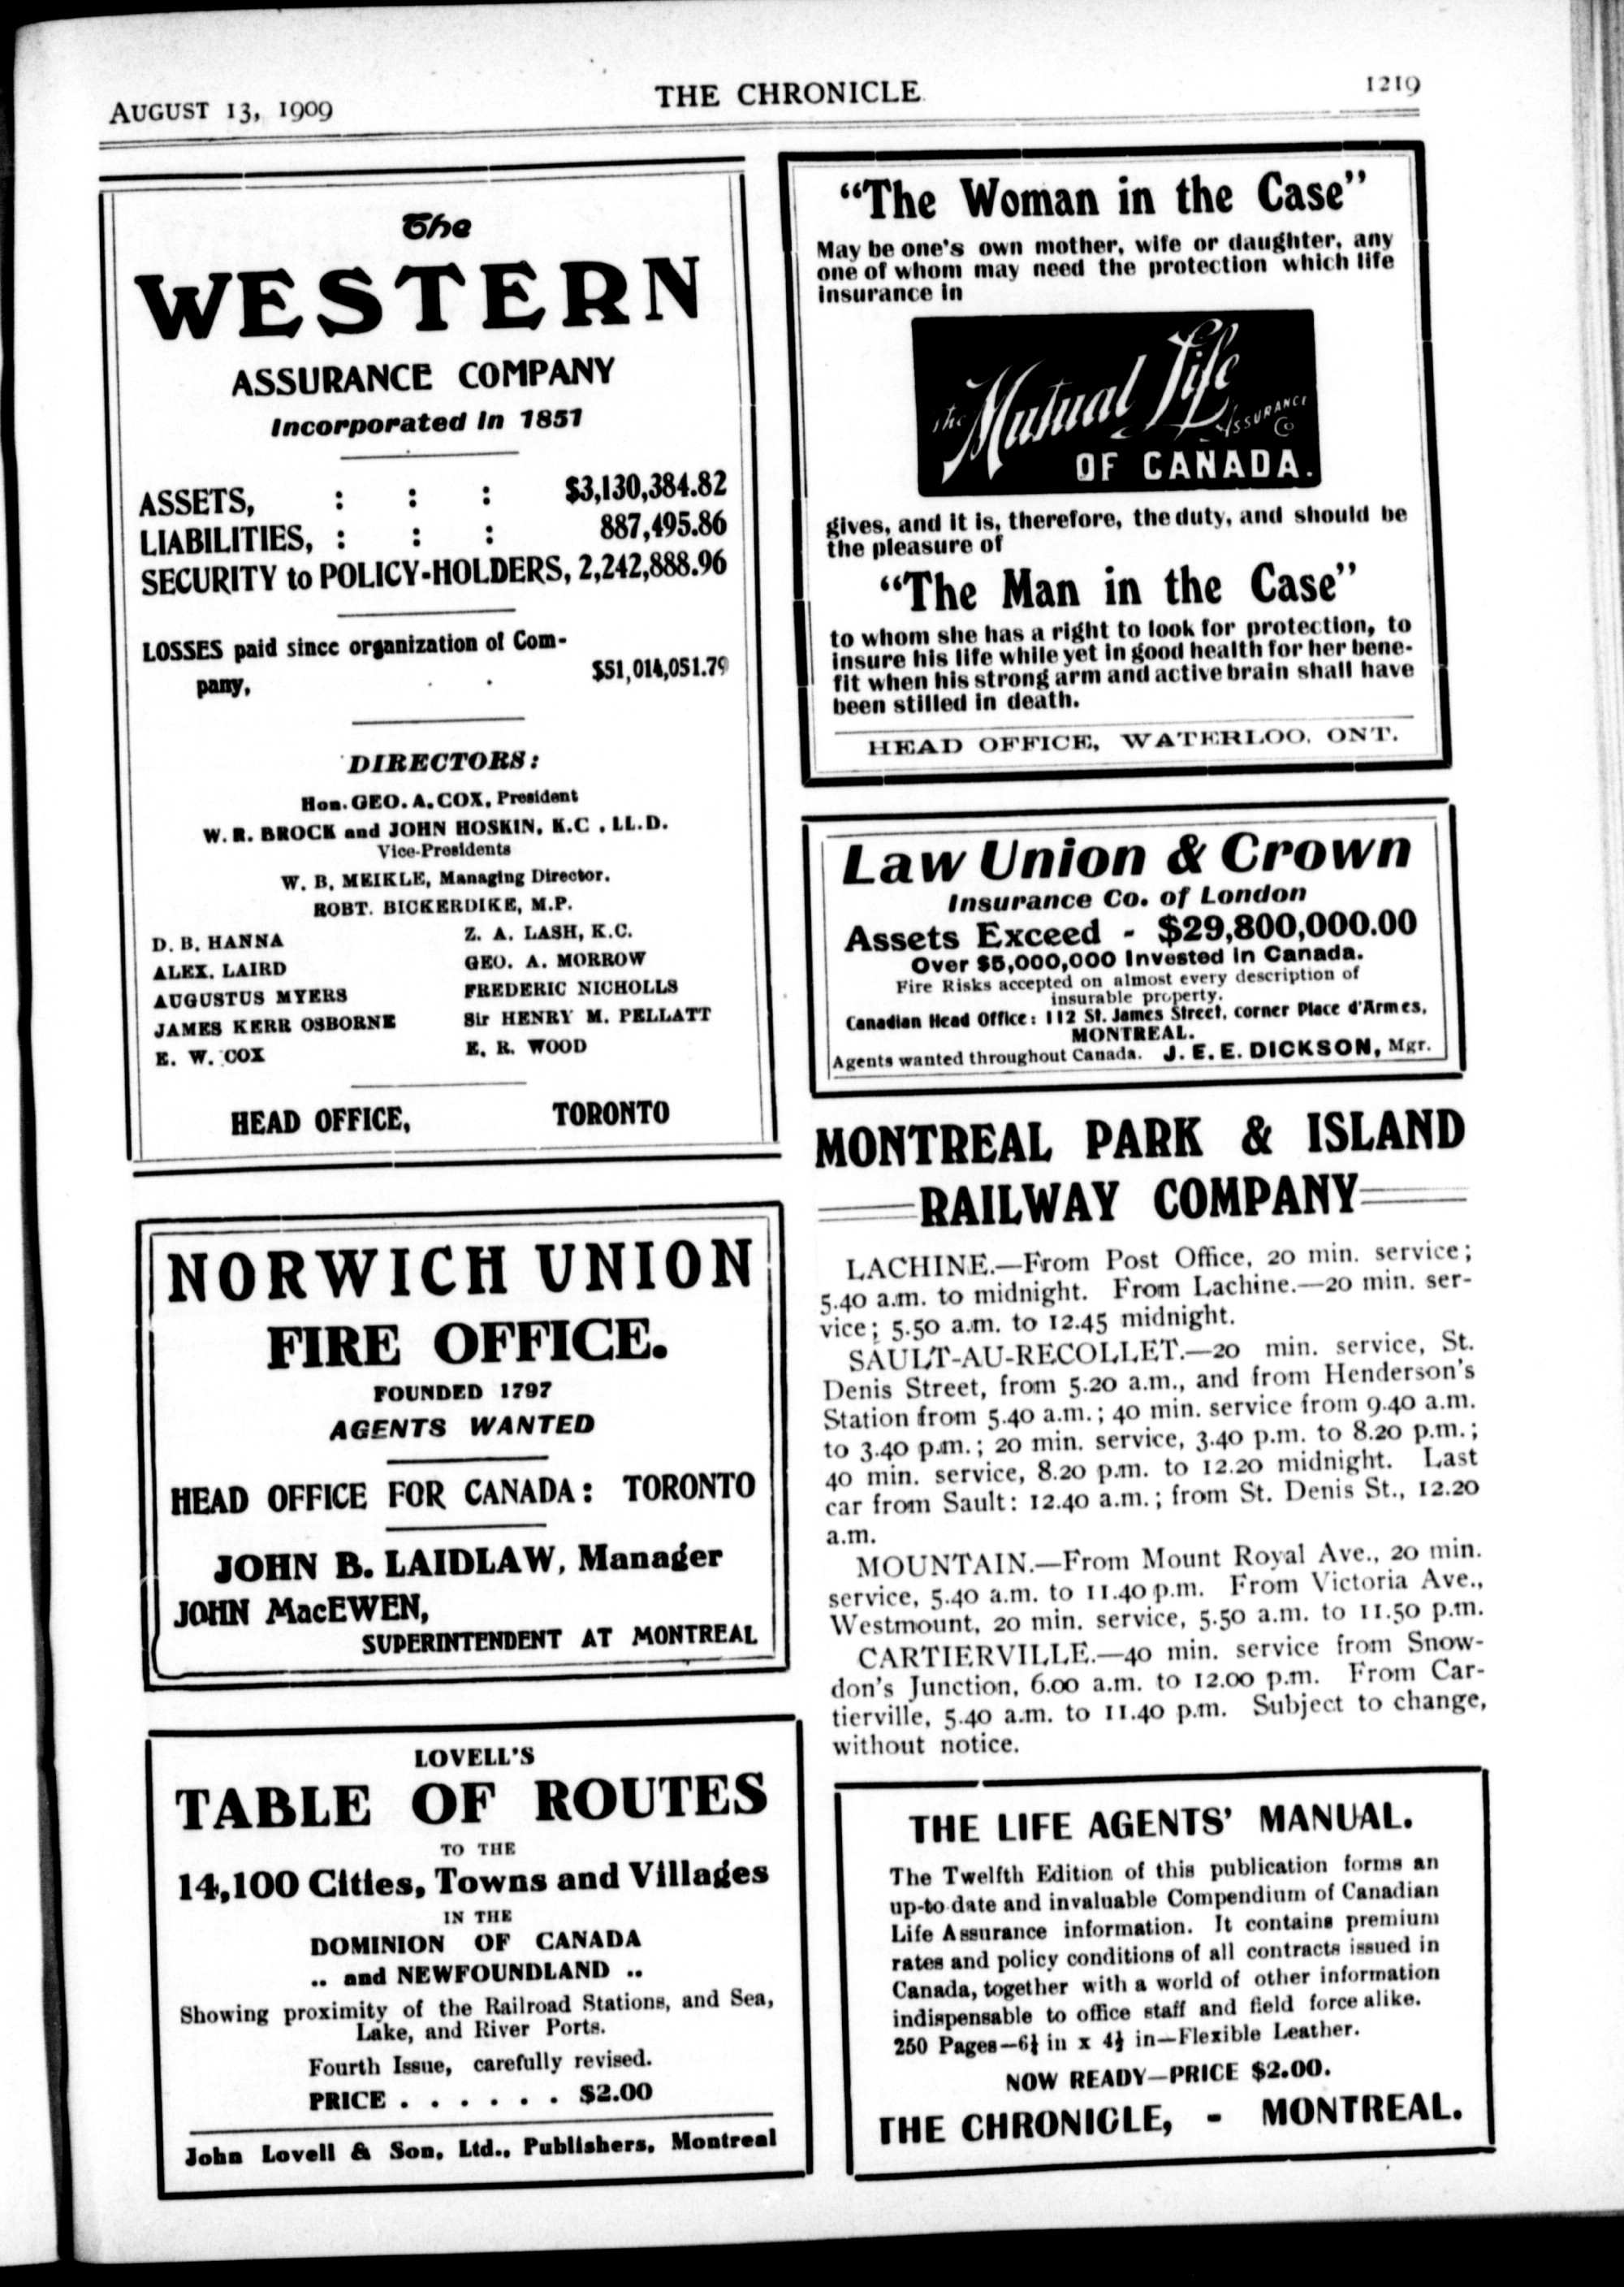 AUGUST 13, 1909
THE CHRONICLE.
1219
The
WESTERN
ASSURANCE COMPANY
Incorporated in 1851
ASSETS, : : : $3,130,384.82
LIABILITIES, : : : 887,495.86
SECURITY to POLICY-HOLDERS, 2,242,888.96
LOSSES paid since organization of Com-
pany, . . $51,014,051.79
DIRECTORS:
Hon. GEO. A. COX, President
W. R. BROCK and JOHN HOSKIN, K.C., LL.D.
Vice-Presidents
W. B. MEIKLE, Managing Director.
ROBT. BICKERDIKE, M.P.
D. B. HANNA
ALEX. LAIRD
AUGUSTUS MYERS
JAMES KERR OSBORNE
E. W. COX
Z. A. LASH, K.C.
GEO. A. MORROW
FREDERIC NICHOLLS
Sir HENRY M. PELLATT
E. R. WOOD
HEAD OFFICE, TORONTO
NORWICH UNION
FIRE OFFICE.
FOUNDED 1797
AGENTS WANTED
HEAD OFFICE FOR CANADA: TORONTO
JOHN B. LAIDLAW, Manager
JOHN MacEWEN,
SUPERINTENDENT AT MONTREAL
LOVELL'S
TABLE OF ROUTES
TO THE
14,100 Cities, Towns and Villages
IN THE
DOMINION OF CANADA
.. and NEWFOUNDLAND ..
Showing proximity of the Railroad Stations, and Sea,
Lake, and River Ports.
Fourth Issue, carefully revised.
PRICE . . . . . . $2.00
John Lovell & Son, Ltd., Publishers, Montreal
"The Woman in the Case"
May be one's own mother, wife or daughter, any
one of whom may need the protection which life
insurance in
The Mutual Life
ASSURANCE Co
OF CANADA.
gives, and it is, therefore, the duty, and should be
the pleasure of
"The Man in the Case"
to whom she has a right to look for protection, to
insure his life while yet in good health for her bene-
fit when his strong arm and active brain shall have
been stilled in death.
HEAD OFFICE, WATERLOO, ONT.
Law Union & Crown
Insurance Co. of London
Assets Exceed - $29,800,000.00
Over $5,000,000 Invested in Canada.
Fire Risks accepted on almost every description of
insurable property.
Canadian Head Office: 112 St. James Street, corner Place d'Armes,
MONTREAL.
Agents wanted throughout Canada. J. E. E. DICKSON, Mgr.
MONTREAL PARK & ISLAND
RAILWAY COMPANY
LACHINE.—From Post Office, 20 min. service;
5.40 a.m. to midnight. From Lachine.—20 min. ser-
vice; 5.50 a.m. to 12.45 midnight.
SAULT-AU-RECOLLET.—20 min. service, St.
Denis Street, from 5.20 a.m., and from Henderson's
Station from 5.40 a.m.; 40 min. service from 9.40 a.m.
to 3.40 p.m.; 20 min. service, 3.40 p.m. to 8.20 p.m.;
40 min. service, 8.20 p.m. to 12.20 midnight. Last
car from Sault: 12.40 a.m.; from St. Denis St., 12.20
a.m.
MOUNTAIN.—From Mount Royal Ave., 20 min.
service, 5.40 a.m. to 11.40 p.m. From Victoria Ave.,
Westmount, 20 min. service, 5.50 a.m. to 11.50 p.m.
CARTIERVILLE.—40 min. service from Snow-
don's Junction, 6.00 a.m. to 12.00 p.m. From Car-
tierville, 5.40 a.m. to 11.40 p.m. Subject to change,
without notice.
THE LIFE AGENTS' MANUAL.
The Twelfth Edition of this publication forms an
up-to-date and invaluable Compendium of Canadian
Life Assurance information. It contains premium
rates and policy conditions of all contracts issued in
Canada, together with a world of other information
indispensable to office staff and field force alike.
250 Pages—6½ in x 4½ in—Flexible Leather.
NOW READY—PRICE $2.00.
THE CHRONICLE, - MONTREAL.